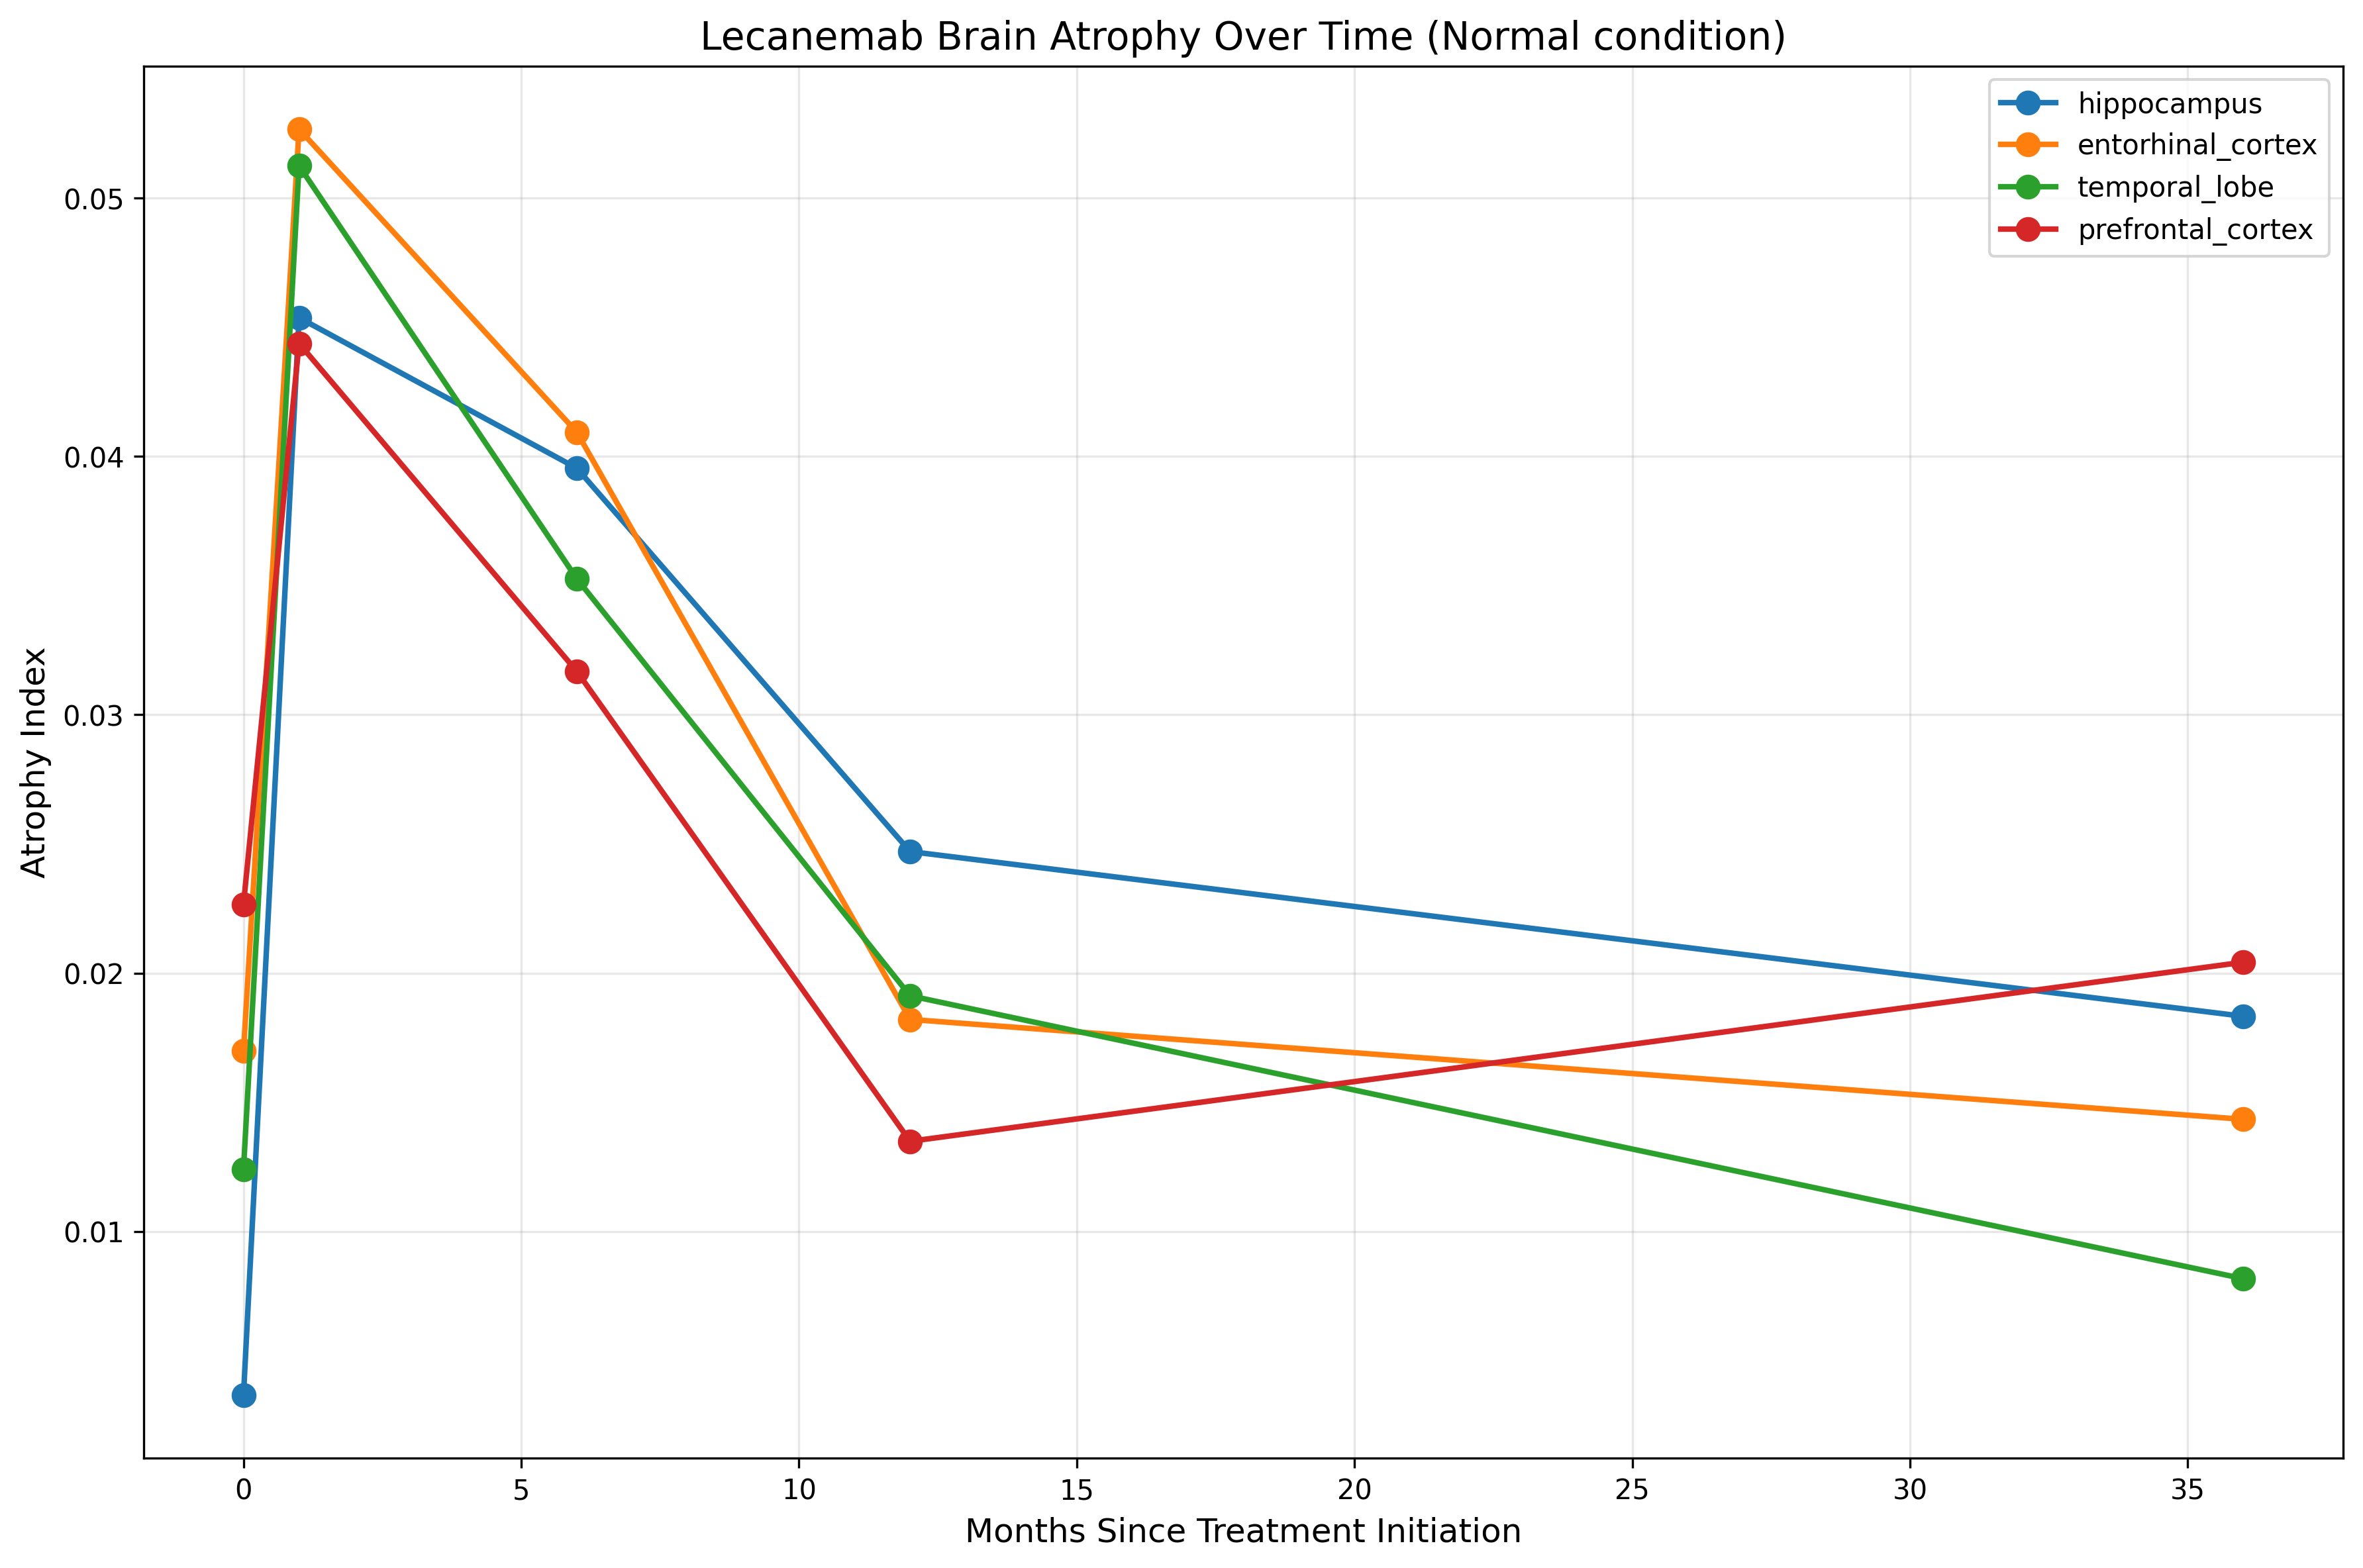 Lecanemab Brain Atrophy Over Time (Normal condition)
hippocampus
entorhinal_cortex
temporal_lobe
prefrontal_cortex
Atrophy Index
0.05
0.04
0.03
0.02
0.01
0 5 10 15 20 25 30 35
Months Since Treatment Initiation